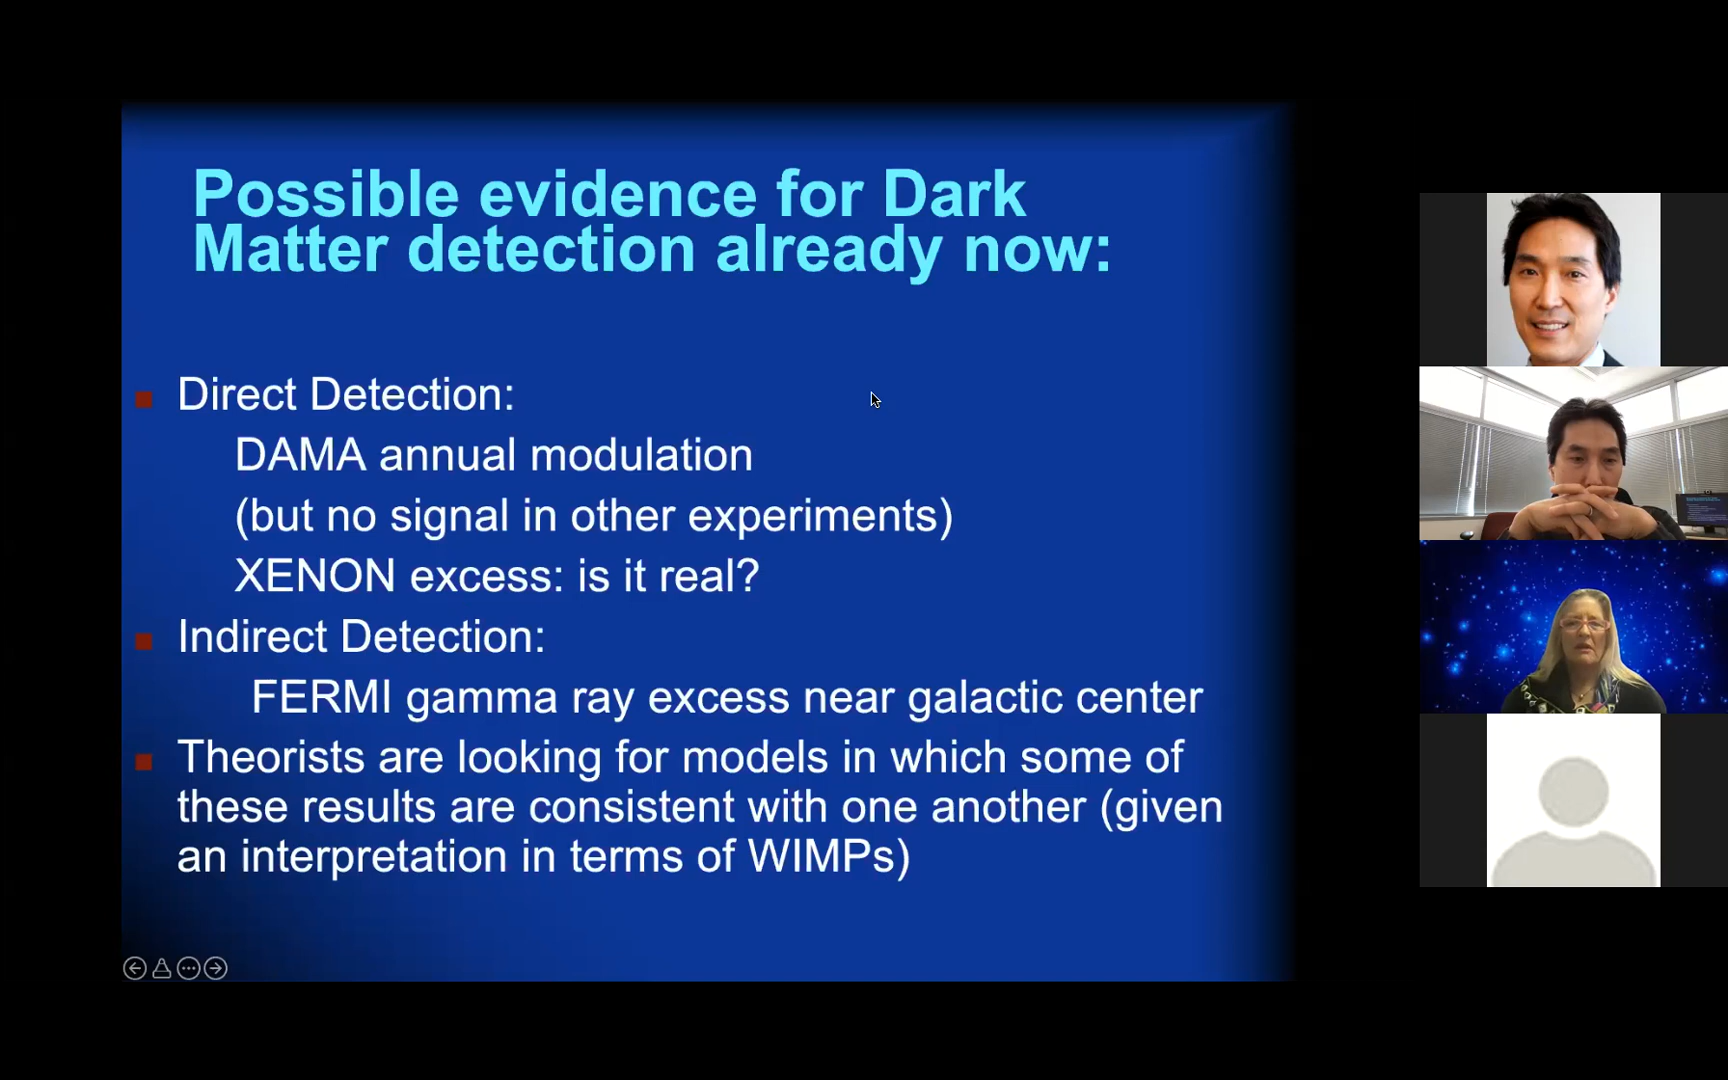 Possible evidence for Dark
Matter detection already now:
Direct Detection:
DAMA annual modulation
(but no signal in other experiments)
XENON excess: is it real?
Indirect Detection:
FERMI gamma ray excess near galactic center
Theorists are looking for models in which some of
these results are consistent with one another (given
an interpretation in terms of WIMPs)